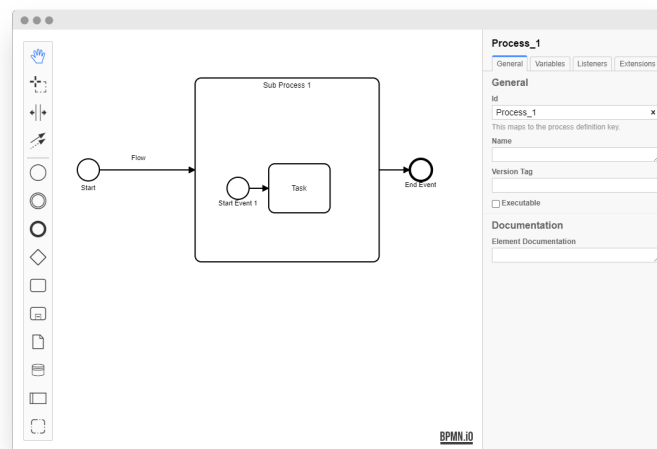 Process_1
General Variables Listeners Extensions
General
Id
Process_1 ×
This maps to the process definition key.
Name
Version Tag
Executable
Documentation
Element Documentation
Sub Process 1
Flow
Start
Start Event 1
Task
End Event
BPMN.iO